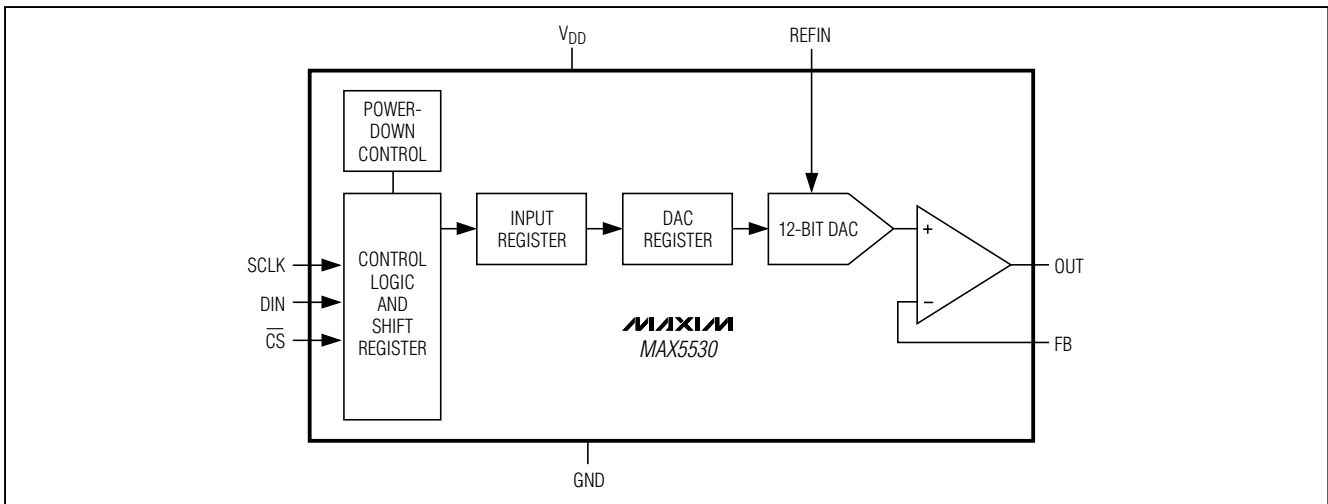 VDD
REFIN
POWER-
DOWN
CONTROL
INPUT
REGISTER
DAC
REGISTER
12-BIT DAC
+
−
SCLK
DIN
CS
CONTROL
LOGIC
AND
SHIFT
REGISTER
OUT
FB
MAXIM
MAX5530
GND